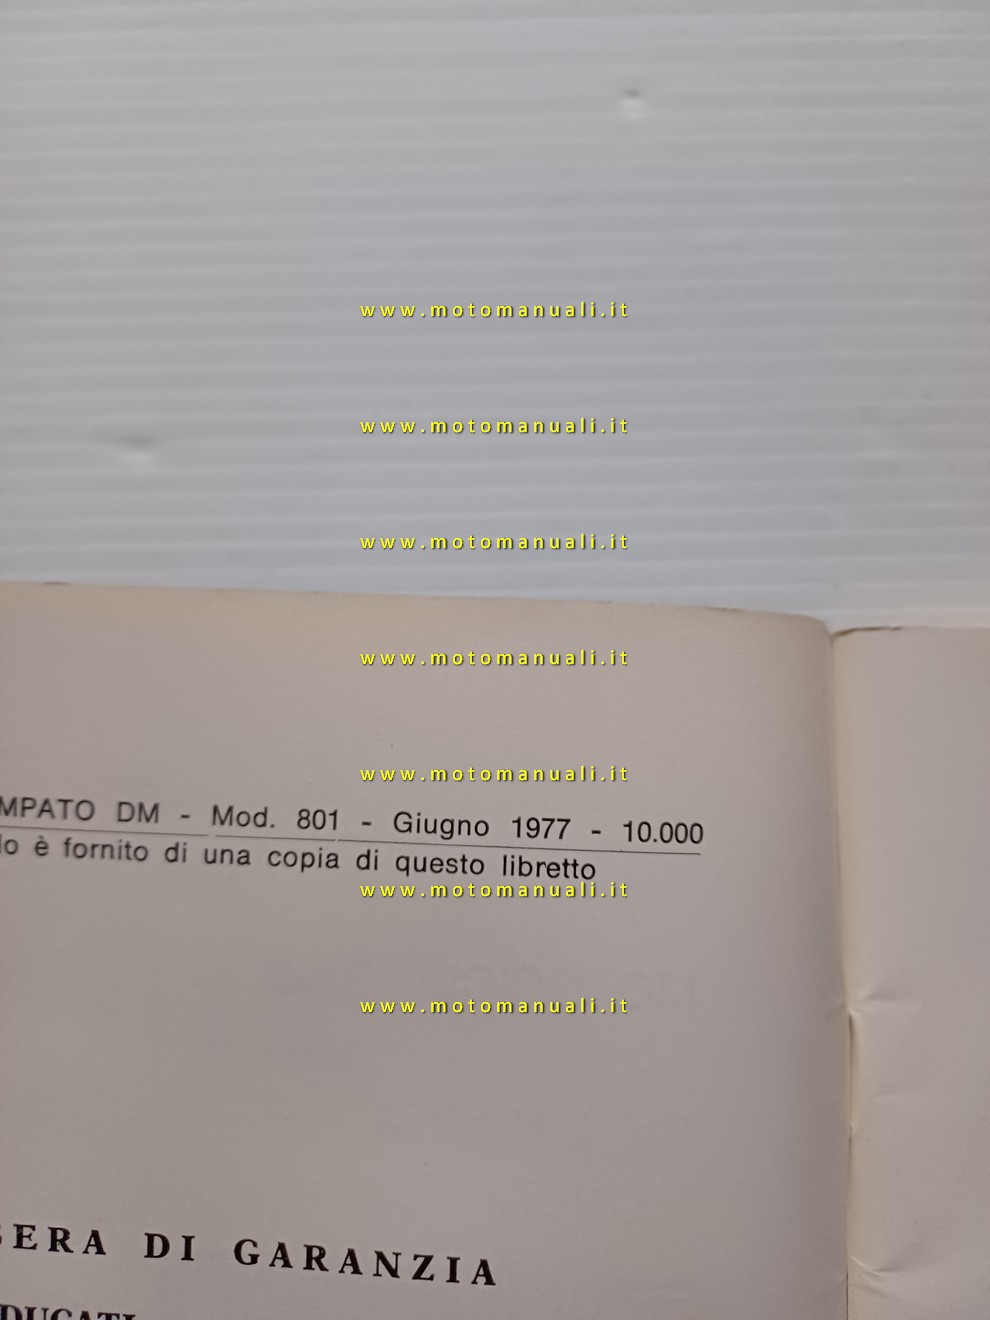 www.motomanuali.it
www.motomanuali.it
www.motomanuali.it
www.motomanuali.it
www.motomanuali.it
MPATO DM - Mod. 801 - Giugno 1977 - 10.000
lo è fornito di una copia di questo libretto
www.motomanuali.it
www.motomanuali.it
SERA DI GARANZIA
DUCATI